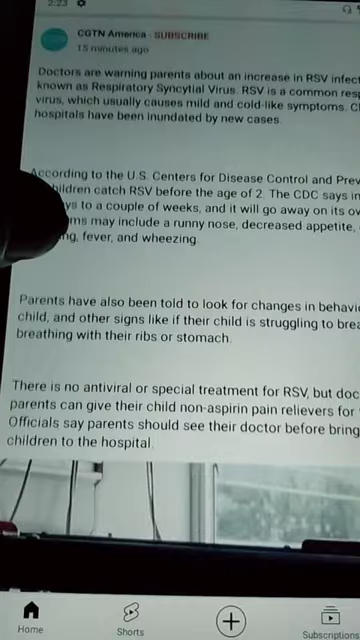 2:23
CGTN America · SUBSCRIBE
15 minutes ago
Doctors are warning parents about an increase in RSV
known as Respiratory Syncytial Virus. RSV is a common
virus, which usually causes mild and cold-like symptoms.
hospitals have been inundated by new cases.
According to the U.S. Centers for Disease Control and
catch RSV before the age of 2. The CDC says
to a couple of weeks, and it will go away on its
may include a runny nose, decreased appetite,
fever, and wheezing.
Parents have also been told to look for changes in
child, and other signs like if their child is struggling to
breathing with their ribs or stomach.
There is no antiviral or special treatment for RSV, but
parents can give their child non-aspirin pain relievers for
Officials say parents should see their doctor before
children to the hospital.
Home
Shorts
Subscriptions